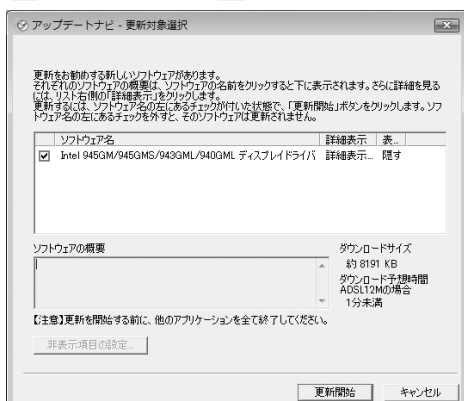 アップデートナビ - 更新対象選択
更新をお勧めする新しいソフトウェアがあります。
それぞれのソフトウェアの概要は、ソフトウェアの名前をクリックすると下に表示されます。さらに詳細を見る
には、リスト右側の「詳細表示」をクリックします。
更新するには、ソフトウェア名の左にあるチェックが付いた状態で、「更新開始」ボタンをクリックします。ソフ
トウェア名の左にあるチェックを外すと、そのソフトウェアは更新されません。
ソフトウェア名 詳細表示 表...
Intel 945GM/945GMS/943GML/940GML ディスプレイドライバ 詳細表示... 隠す
ソフトウェアの概要
ダウンロードサイズ
約 8191 KB
ダウンロード予想時間
ADSL12Mの場合
1分未満
【注意】更新を開始する前に、他のアプリケーションを全て終了してください。
非表示項目の設定...
更新開始 キャンセル